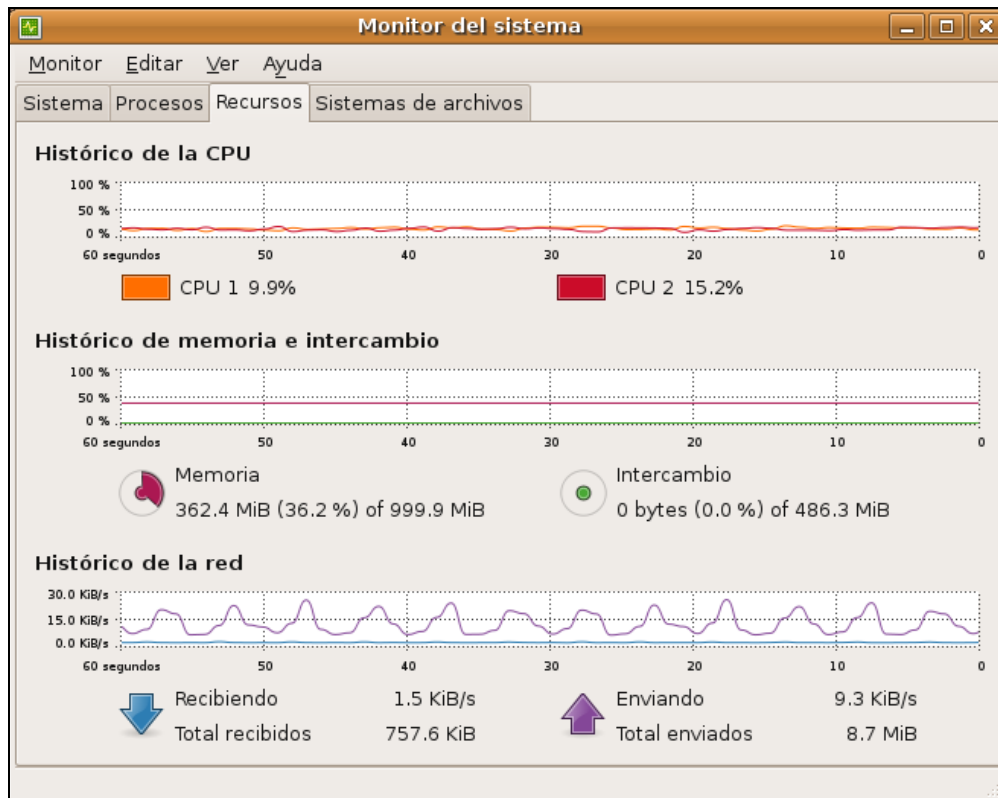 Monitor del sistema
Monitor Editar Ver Ayuda
Sistema Procesos Recursos Sistemas de archivos
Histórico de la CPU
100 %
50 %
0 %
60 segundos 50 40 30 20 10 0
CPU 1 9.9% CPU 2 15.2%
Histórico de memoria e intercambio
100 %
50 %
0 %
60 segundos 50 40 30 20 10 0
Memoria Intercambio
362.4 MiB (36.2 %) of 999.9 MiB 0 bytes (0.0 %) of 486.3 MiB
Histórico de la red
30.0 KiB/s
15.0 KiB/s
0.0 KiB/s
60 segundos 50 40 30 20 10 0
Recibiendo 1.5 KiB/s Enviando 9.3 KiB/s
Total recibidos 757.6 KiB Total enviados 8.7 MiB